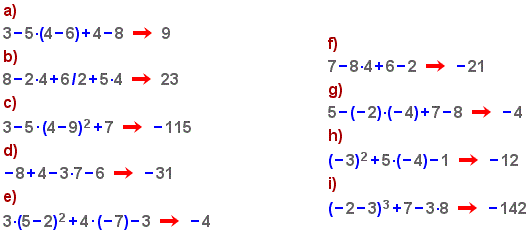 a)
3−5·(4−6)+4−8 → 9
b)
8−2·4+6/2+5·4 → 23
c)
3−5·(4−9)²+7 → −115
d)
−8+4−3·7−6 → −31
e)
3·(5−2)²+4·(−7)−3 → −4
f)
7−8·4+6−2 → −21
g)
5−(−2)·(−4)+7−8 → −4
h)
(−3)²+5·(−4)−1 → −12
i)
(−2−3)³+7−3·8 → −142